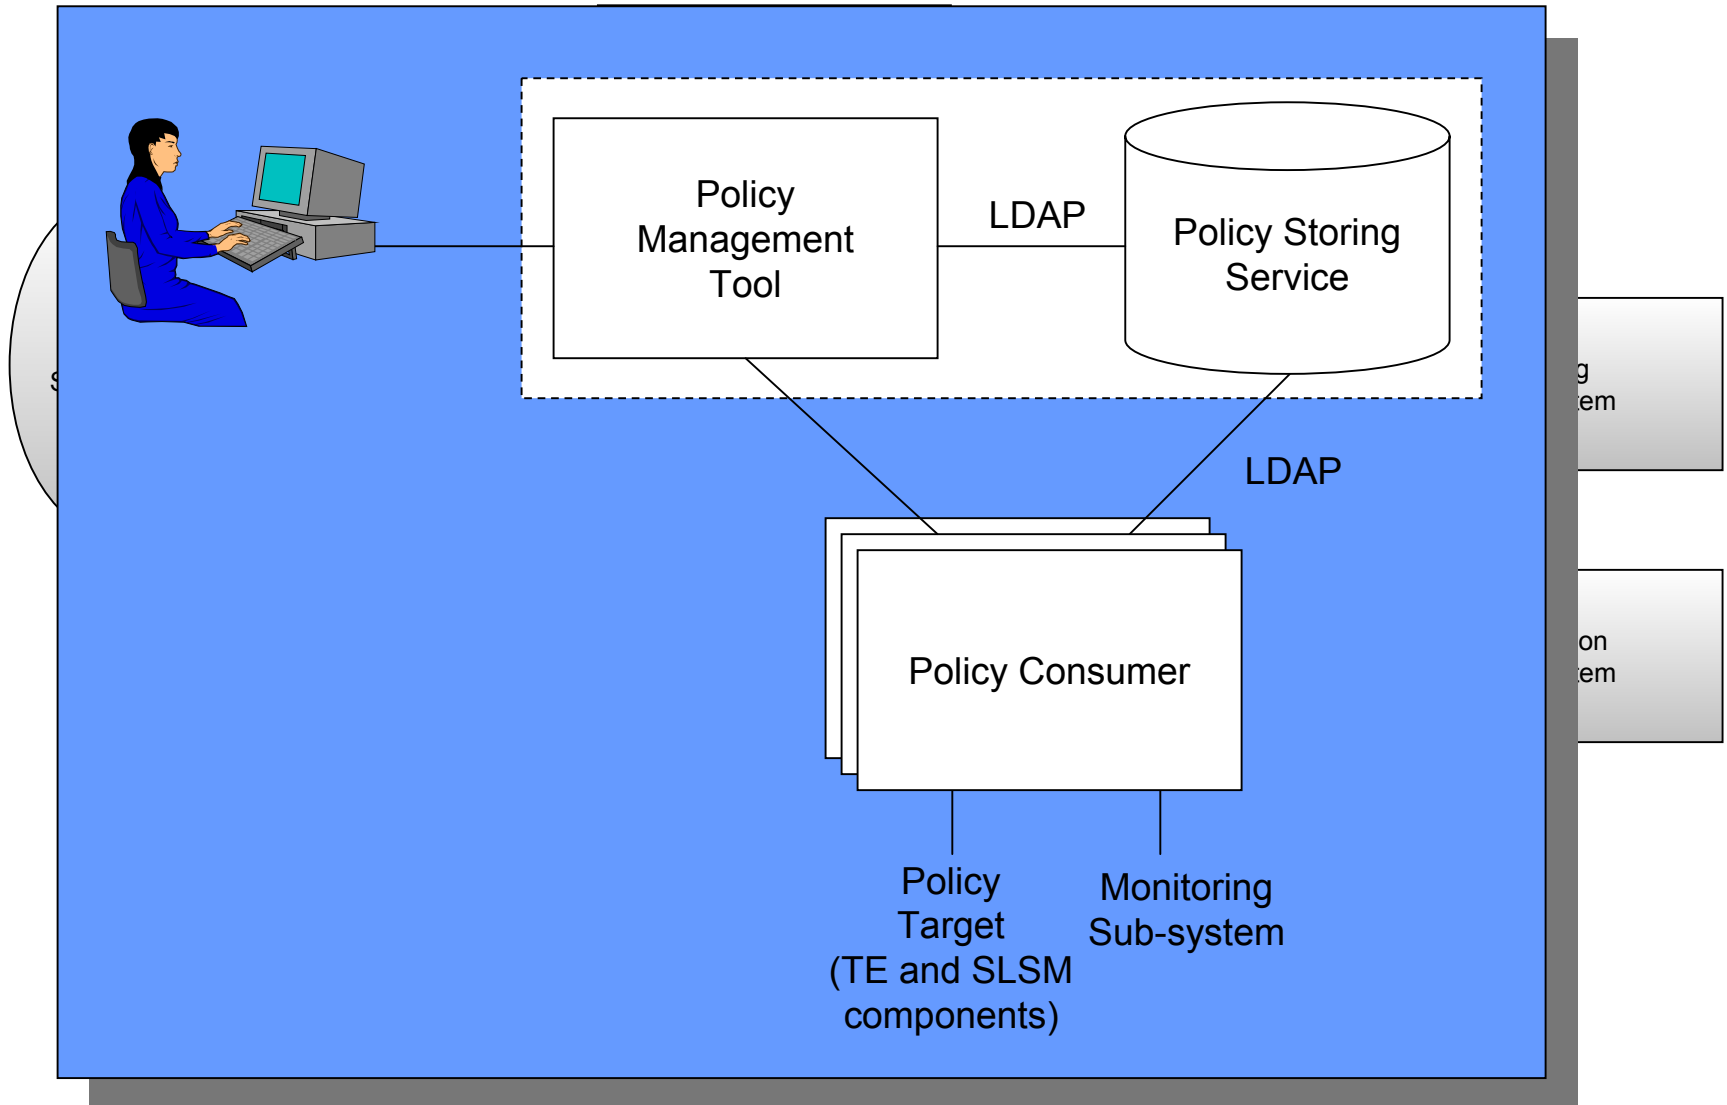 Policy
Management
Tool
LDAP
Policy Storing
Service
LDAP
Policy Consumer
Policy
Target
(TE and SLSM
components)
Monitoring
Sub-system